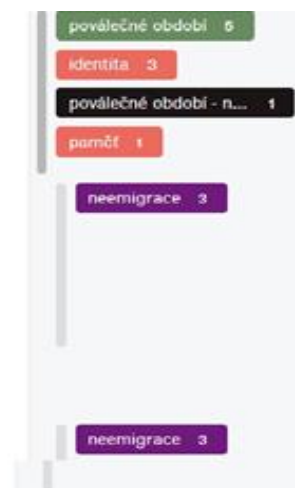 poválečné období 5
identita 3
poválečné období - n... 1
paměť 1
neemigrace 3
neemigrace 3